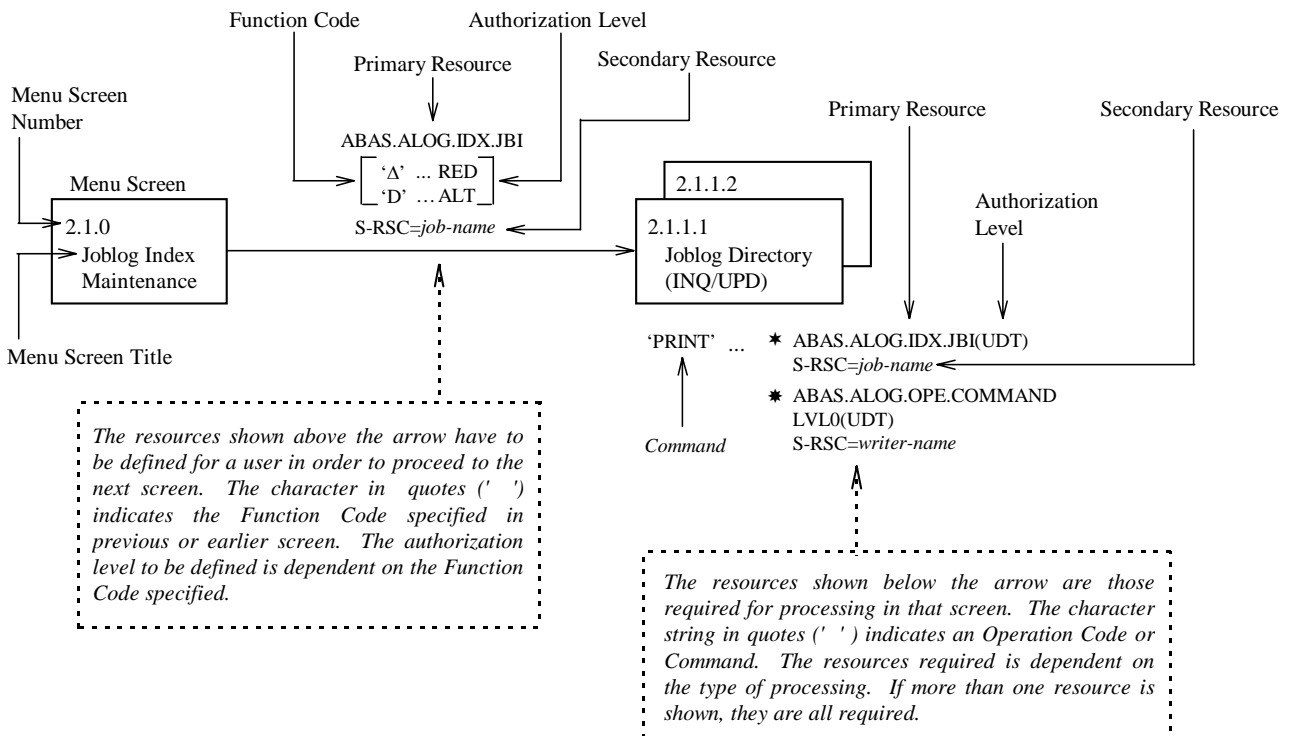 Function Code
Authorization Level
Primary Resource
Secondary Resource
Menu Screen
Number
ABAS.ALOG.IDX.JBI
‘Δ’ ... RED
‘D’ …ALT
S-RSC=job-name
Menu Screen
2.1.0
Joblog Index
Maintenance
Menu Screen Title
Primary Resource
Secondary Resource
2.1.1.2
2.1.1.1
Joblog Directory
(INQ/UPD)
Authorization
Level
‘PRINT’ ...
ABAS.ALOG.IDX.JBI(UDT)
S-RSC=job-name
ABAS.ALOG.OPE.COMMAND
LVL0(UDT)
S-RSC=writer-name
Command
The resources shown above the arrow have to
be defined for a user in order to proceed to the
next screen. The character in quotes (' ')
indicates the Function Code specified in
previous or earlier screen. The authorization
level to be defined is dependent on the Function
Code specified.
The resources shown below the arrow are those
required for processing in that screen. The character
string in quotes (' ' ) indicates an Operation Code or
Command. The resources required is dependent on
the type of processing. If more than one resource is
shown, they are all required.